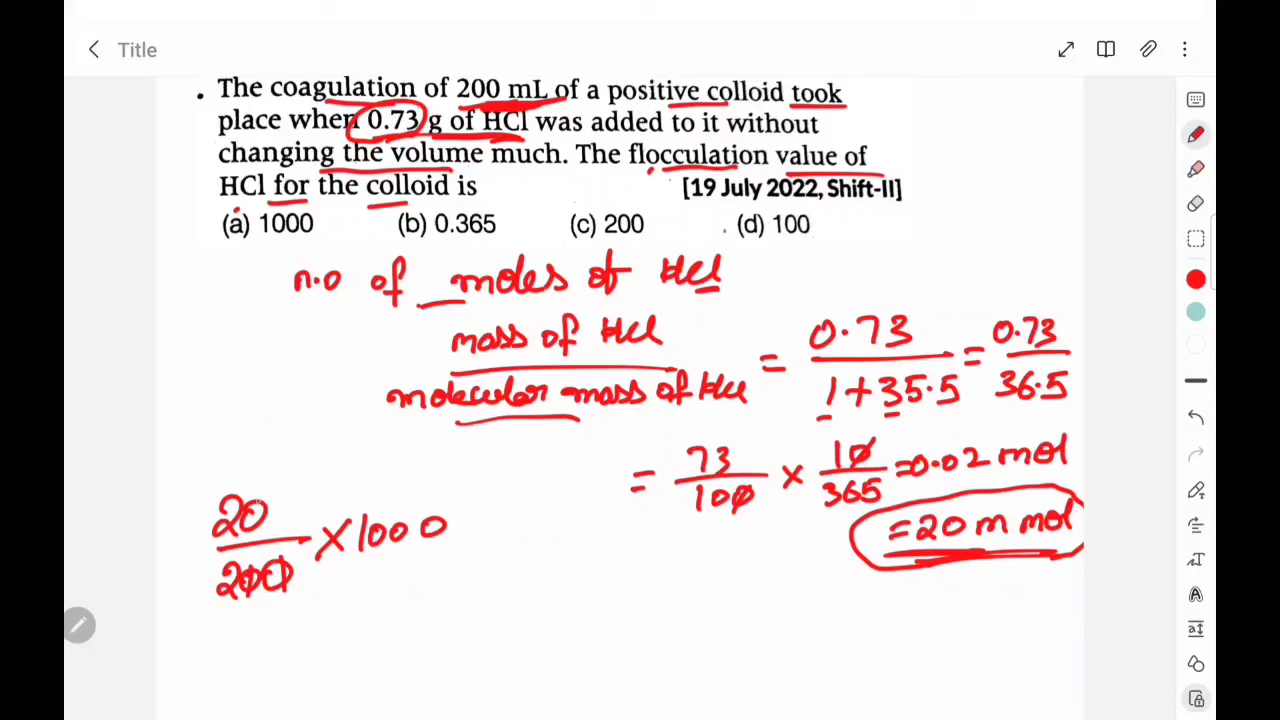 Title
. The coagulation of 200 mL of a positive colloid took
place when 0.73 g of HCl was added to it without
changing the volume much. The flocculation value of
HCl for the colloid is [19 July 2022, Shift-II]
(a) 1000 (b) 0.365 (c) 200 (d) 100
n.o of moles of HCl
mass of HCl
molecular mass of HCl
= 0.73 / 1 + 35.5 = 0.73 / 36.5
= 73 / 100 × 10 / 365 = 0.02 mol
= 20 m mol
20 / 200 × 1000